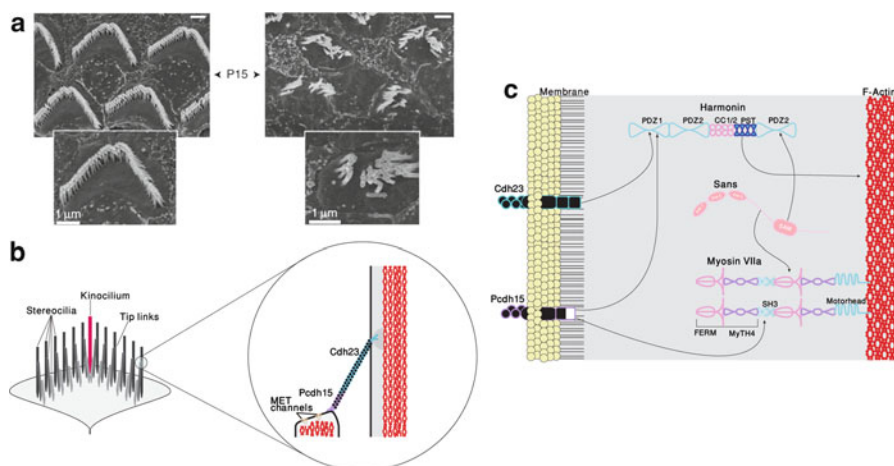 a
P15
1 μm
1 μm
b
Kinocilium
Stereocilia
Tip links
Cdh23
Pcdh15
MET
channels
c
Membrane
F-Actin
Harmonin
PDZ1
PDZ2
CC1/2
PST
PDZ2
Cdh23
Sans
Myosin VIIa
Pcdh15
SH3
Motorhead
FERM
MyTH4